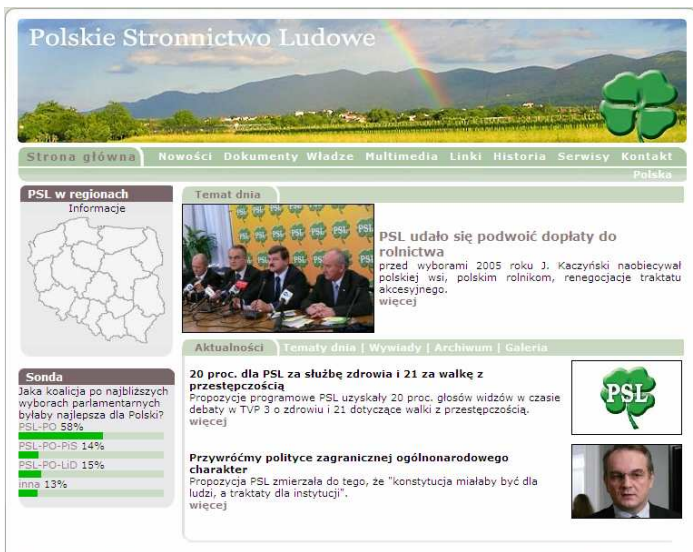 Polskie Stronnictwo Ludowe
Strona główna
Nowości Dokumenty Władze Multimedia Linki Historia Serwisy Kontakt
Polska
PSL w regionach
Informacje
Temat dnia
PSL
PSL
PSL
PSL udało się podwoić dopłaty do
rolnictwa
przed wyborami 2005 roku J. Kaczyński naobiecywał
polskiej wsi, polskim rolnikom, renegocjacje traktatu
akcesyjnego.
więcej
Sonda
Jaka koalicja po najbliższych
wyborach parlamentarnych
byłaby najlepsza dla Polski?
PSL-PO 58%
PSL-PO-PiS 14%
PSL-PO-LiD 15%
inna 13%
Aktualności Tematy dnia | Wywiady | Archiwum | Galeria
20 proc. dla PSL za służbę zdrowia i 21 za walkę z
przestępczością
Propozycje programowe PSL uzyskały 20 proc. głosów widzów w czasie
debaty w TVP 3 o zdrowiu i 21 dotyczące walki z przestępczością.
więcej
PSL
Przywróćmy polityce zagranicznej ogólnonarodowego
charakter
Propozycja PSL zmierzała do tego, że "konstytucja miałaby być dla
ludzi, a traktaty dla instytucji".
więcej